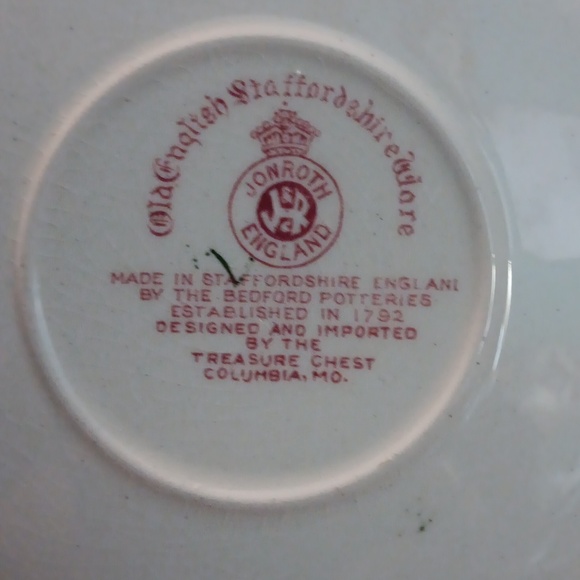 Old English Staffordshire Ware
JONROTH
J&R
ENGLAND
MADE IN STAFFORDSHIRE ENGLAND
BY THE BEDFORD POTTERIES
ESTABLISHED IN 1792
DESIGNED AND IMPORTED
BY THE
TREASURE CHEST
COLUMBIA, MO.